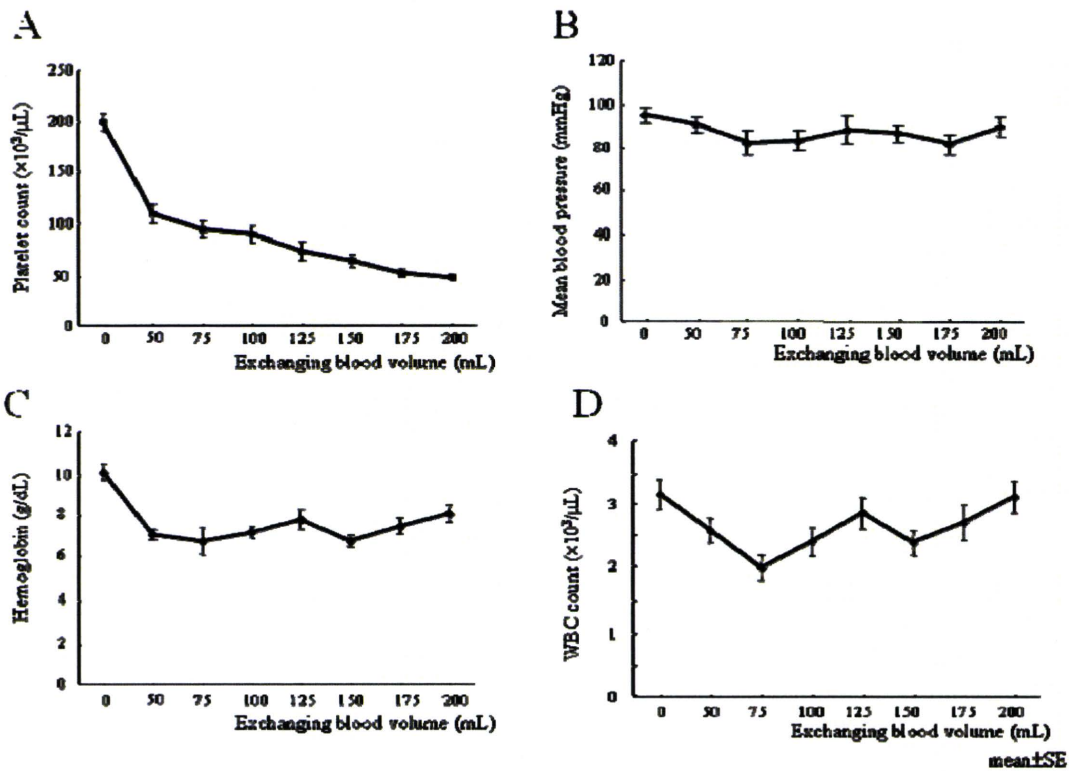 A
Platelet count (×10³/μL)
250
200
150
100
50
0
0 50 75 100 125 150 175 200
Exchanging blood volume (mL)
B
Mean blood pressure (mmHg)
120
100
80
60
40
20
0
0 50 75 100 125 150 175 200
Exchanging blood volume (mL)
C
Hemoglobin (g/dL)
12
10
8
6
4
2
0
0 50 75 100 125 150 175 200
Exchanging blood volume (mL)
D
WBC count (×10³/μL)
4
3
2
1
0
0 50 75 100 125 150 175 200
Exchanging blood volume (mL)
mean±SE